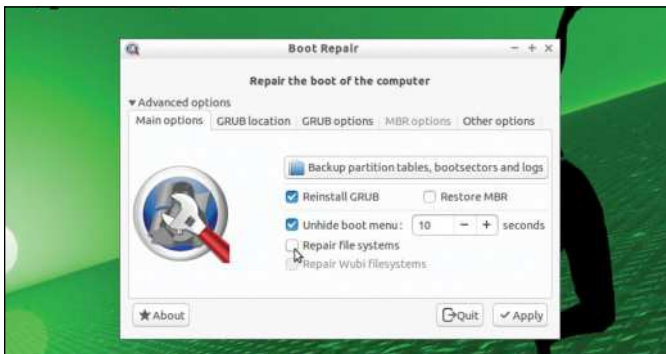 Boot Repair
Repair the boot of the computer
Advanced options
Main options GRUB location GRUB options MBR options Other options
Backup partition tables, bootsectors and logs
Reinstall GRUB Restore MBR
Unhide boot menu: 10 − + seconds
Repair file systems
Repair Wubi filesystems
About Quit Apply